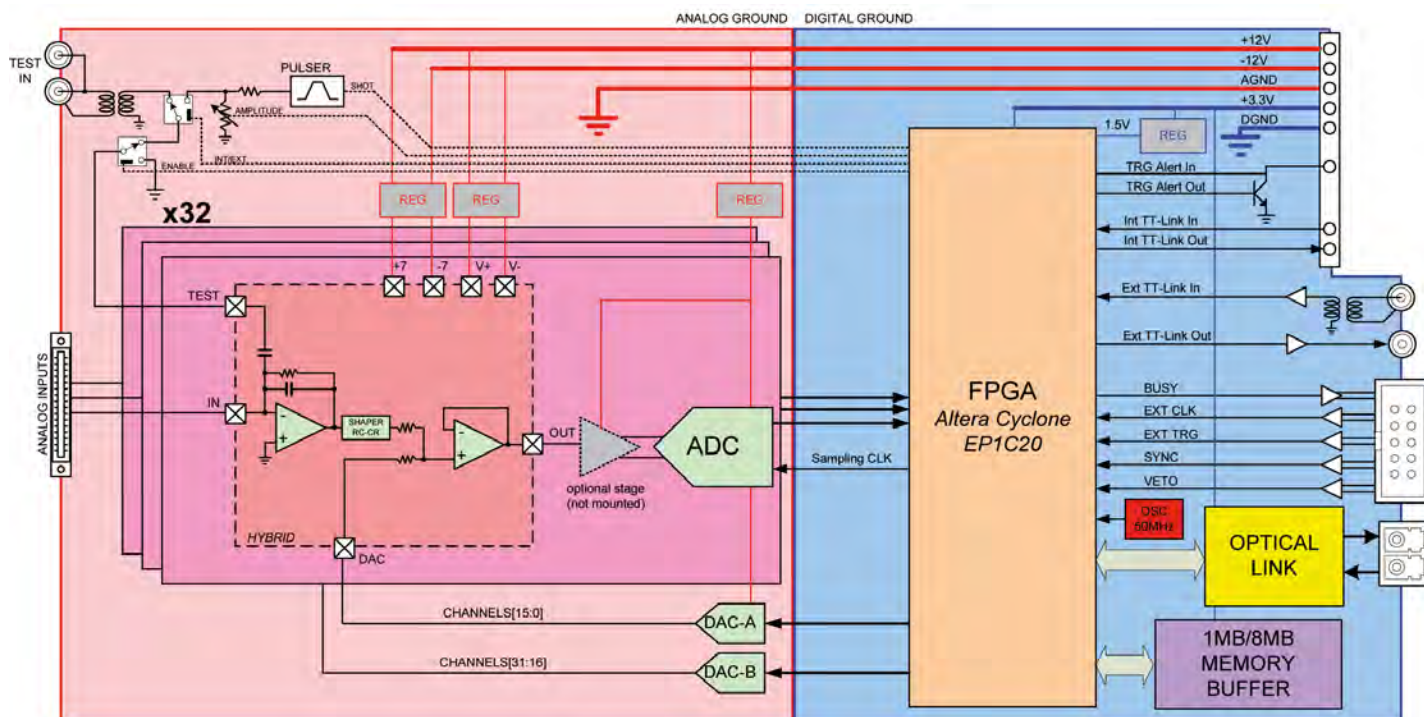 ANALOG GROUND
DIGITAL GROUND
TEST
IN
PULSER
SHOT
AMPLITUDE
INT/EXT
ENABLE
+12V
-12V
AGND
+3.3V
DGND
1.5V
REG
TRG Alert In
TRG Alert Out
Int TT-Link In
Int TT-Link Out
Ext TT-Link In
Ext TT-Link Out
REG
REG
REG
x32
+7
-7
V+
V-
TEST
ANALOG INPUTS
IN
-
+
SHAPER
RC-CR
-
+
OUT
optional stage
(not mounted)
ADC
Sampling CLK
HYBRID
DAC
FPGA
Altera Cyclone
EP1C20
BUSY
EXT CLK
EXT TRG
SYNC
VETO
OSC
50MHz
OPTICAL
LINK
CHANNELS[15:0]
DAC-A
CHANNELS[31:16]
DAC-B
1MB/8MB
MEMORY
BUFFER